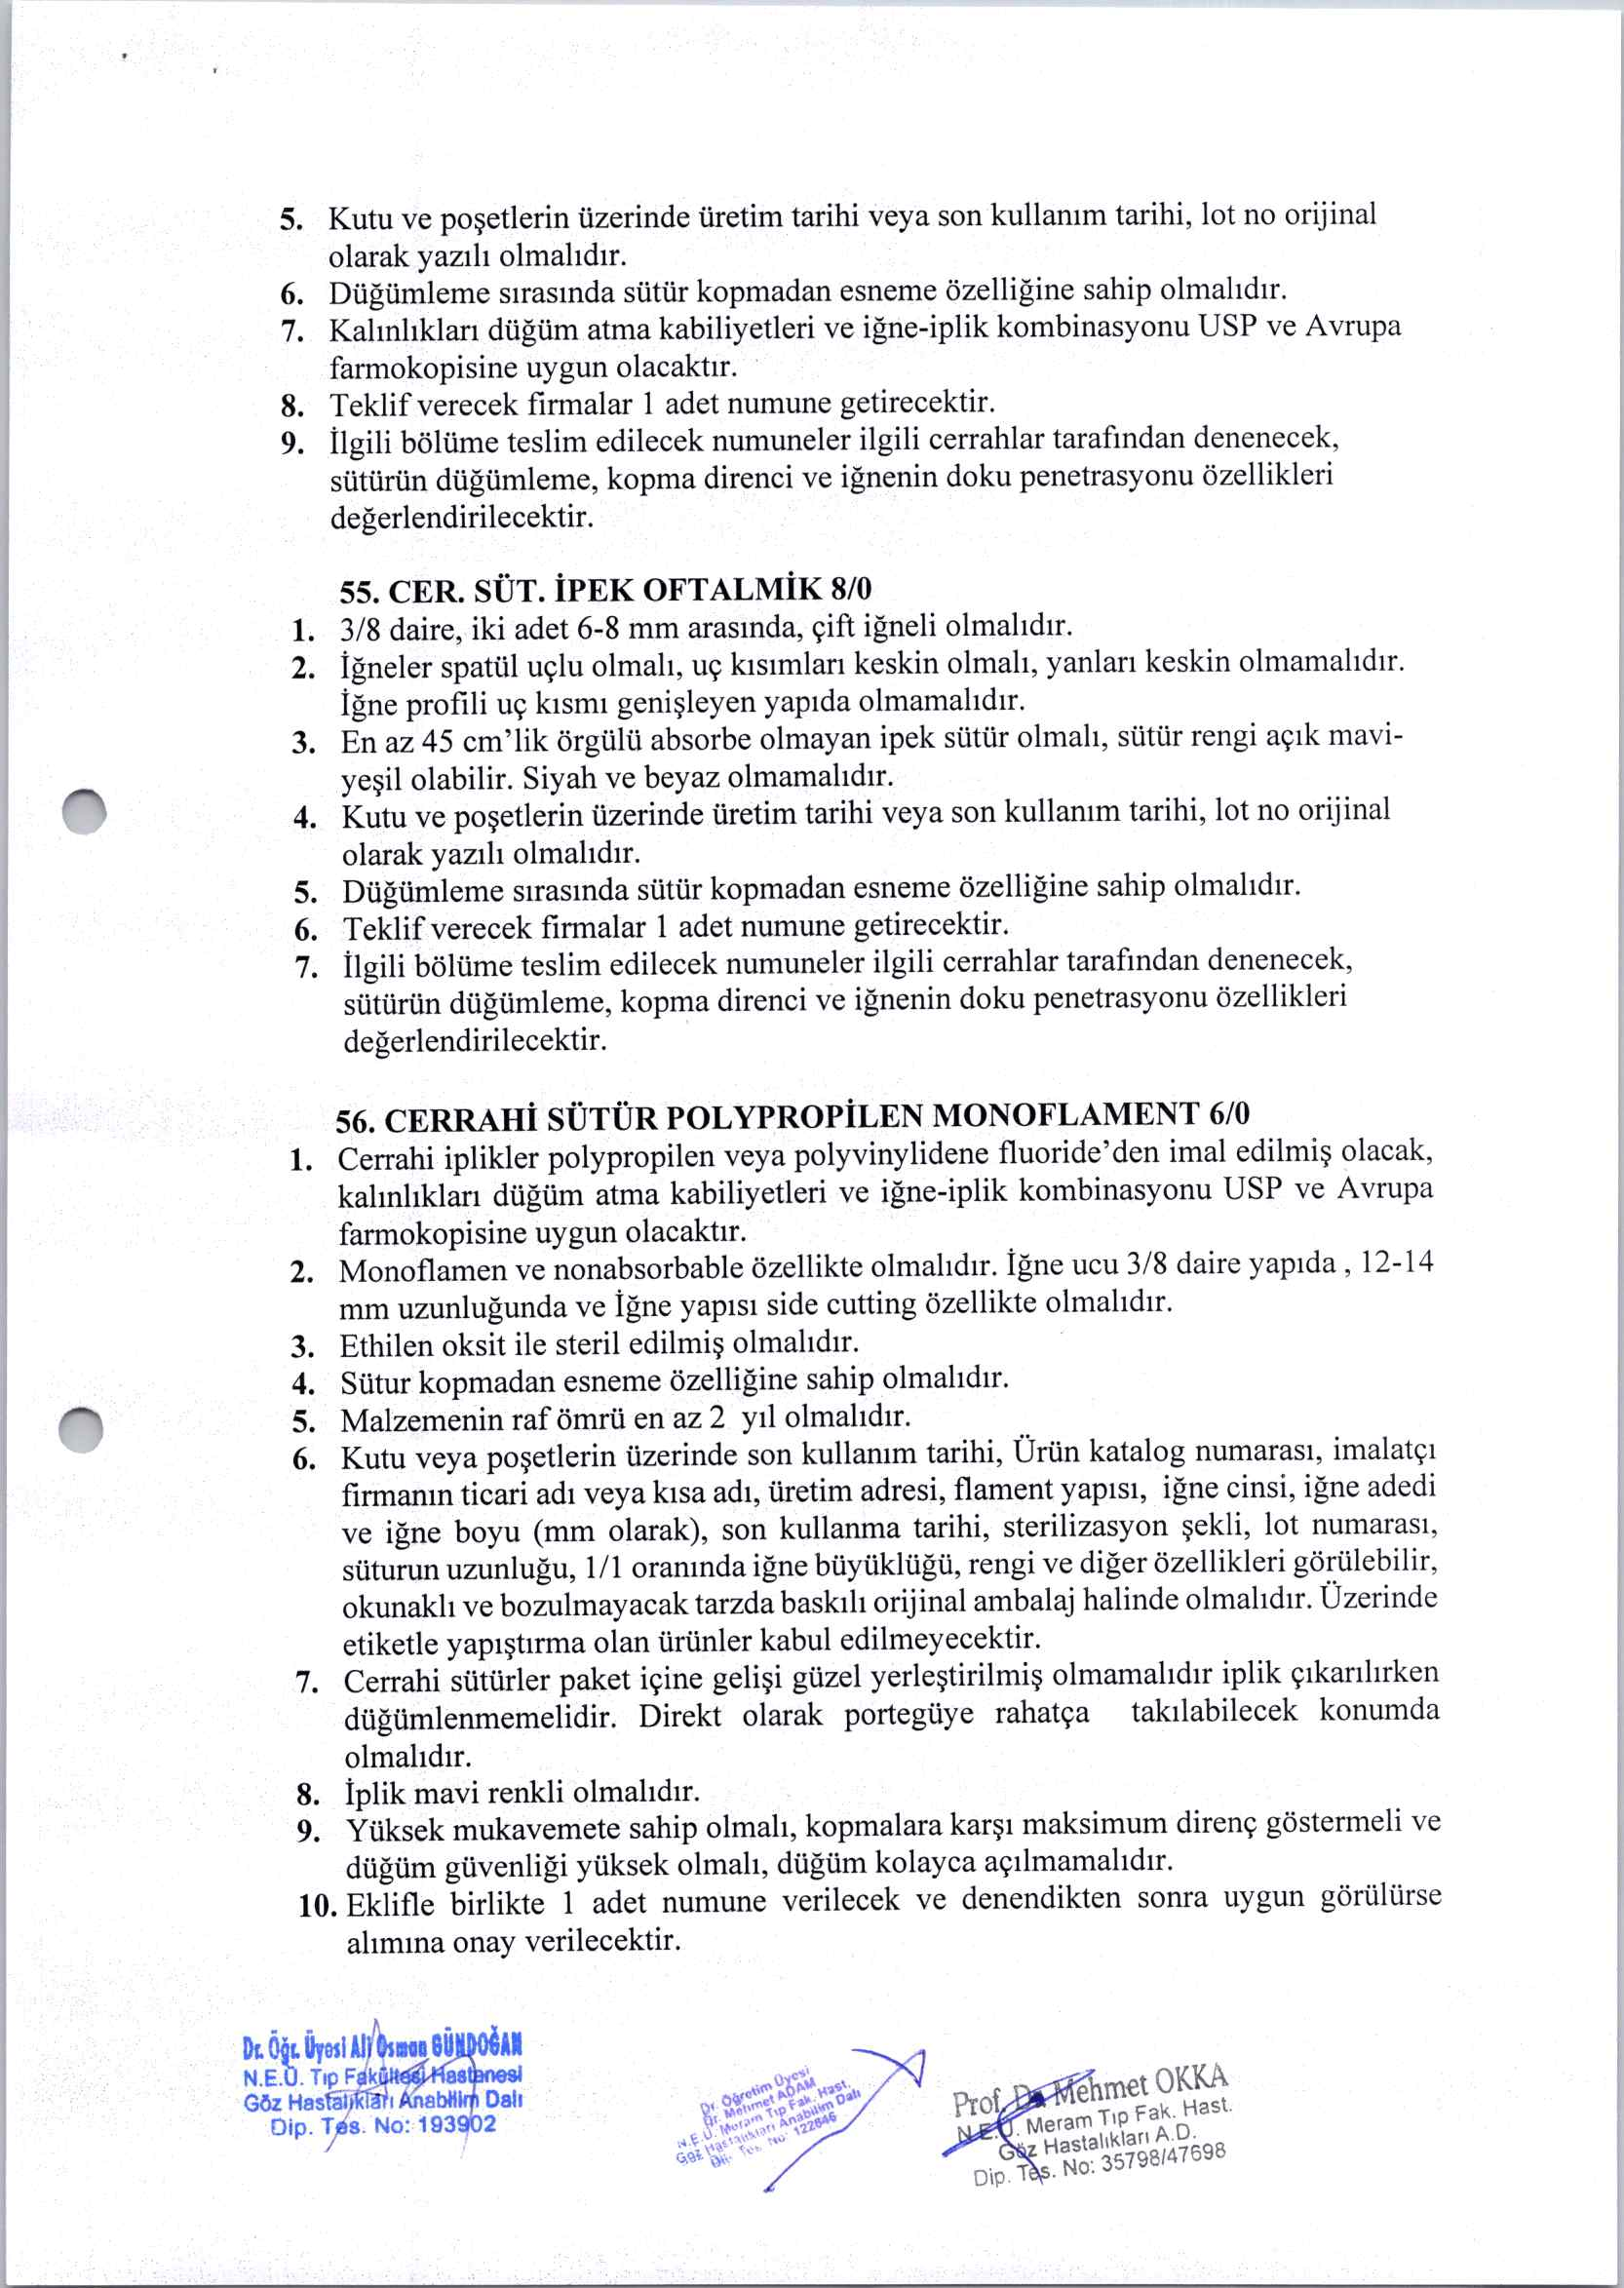 5. Kutu ve poşetlerin üzerinde üretim tarihi veya son kullanım tarihi, lot no orijinal
olarak yazılı olmalıdır.
6. Düğümleme sırasında sütür kopmadan esneme özelliğine sahip olmalıdır.
7. Kalınlıkları düğüm atma kabiliyetleri ve iğne-iplik kombinasyonu USP ve Avrupa
farmokopisine uygun olacaktır.
8. Teklif verecek firmalar 1 adet numune getirecektir.
9. İlgili bölüme teslim edilecek numuneler ilgili cerrahlar tarafından denenecek,
sütürün düğümleme, kopma direnci ve iğnenin doku penetrasyonu özellikleri
değerlendirilecektir.
55. CER. SÜT. İPEK OFTALMİK 8/0
1. 3/8 daire, iki adet 6-8 mm arasında, çift iğneli olmalıdır.
2. İğneler spatül uçlu olmalı, uç kısımları keskin olmalı, yanları keskin olmamalıdır.
İğne profili uç kısmı genişleyen yapıda olmamalıdır.
3. En az 45 cm’lik örgülü absorbe olmayan ipek sütür olmalı, sütür rengi açık mavi-
yeşil olabilir. Siyah ve beyaz olmamalıdır.
4. Kutu ve poşetlerin üzerinde üretim tarihi veya son kullanım tarihi, lot no orijinal
olarak yazılı olmalıdır.
5. Düğümleme sırasında sütür kopmadan esneme özelliğine sahip olmalıdır.
6. Teklif verecek firmalar 1 adet numune getirecektir.
7. İlgili bölüme teslim edilecek numuneler ilgili cerrahlar tarafından denenecek,
sütürün düğümleme, kopma direnci ve iğnenin doku penetrasyonu özellikleri
değerlendirilecektir.
56. CERRAHİ SÜTÜR POLYPROPİLEN MONOFLAMENT 6/0
1. Cerrahi iplikler polypropilen veya polyvinylidene fluoride’den imal edilmiş olacak,
kalınlıkları düğüm atma kabiliyetleri ve iğne-iplik kombinasyonu USP ve Avrupa
farmokopisine uygun olacaktır.
2. Monoflamen ve nonabsorbable özellikte olmalıdır. İğne ucu 3/8 daire yapıda , 12-14
mm uzunluğunda ve İğne yapısı side cutting özellikte olmalıdır.
3. Ethilen oksit ile steril edilmiş olmalıdır.
4. Sütur kopmadan esneme özelliğine sahip olmalıdır.
5. Malzemenin raf ömrü en az 2 yıl olmalıdır.
6. Kutu veya poşetlerin üzerinde son kullanım tarihi, Ürün katalog numarası, imalatçı
firmanın ticari adı veya kısa adı, üretim adresi, flament yapısı, iğne cinsi, iğne adedi
ve iğne boyu (mm olarak), son kullanma tarihi, sterilizasyon şekli, lot numarası,
süturun uzunluğu, 1/1 oranında iğne büyüklüğü, rengi ve diğer özellikleri görülebilir,
okunaklı ve bozulmayacak tarzda baskılı orijinal ambalaj halinde olmalıdır. Üzerinde
etiketle yapıştırma olan ürünler kabul edilmeyecektir.
7. Cerrahi sütürler paket içine gelişi güzel yerleştirilmiş olmamalıdır iplik çıkarılırken
düğümlenmemelidir. Direkt olarak portegüye rahatça takılabilecek konumda
olmalıdır.
8. İplik mavi renkli olmalıdır.
9. Yüksek mukavemete sahip olmalı, kopmalara karşı maksimum direnç göstermeli ve
düğüm güvenliği yüksek olmalı, düğüm kolayca açılmamalıdır.
10. Eklifle birlikte 1 adet numune verilecek ve denendikten sonra uygun görülürse
alımına onay verilecektir.
Dr. Öğr. Üyesi Ali Osman GÜNDOĞAN
N.E.Ü. Tıp Fakültesi Hastanesi
Göz Hastalıkları Anabilim Dalı
Dip. Tes. No: 193902
Dr. Öğretim Üyesi
Dr. Mehmet ADAM
N.E.Ü. Meram Tıp Fak. Hast.
Göz Hastalıkları Anabilim Dalı
Dip. Tes. No: 122646
Prof. Dr. Mehmet OKKA
N.E.Ü. Meram Tıp Fak. Hast.
Göz Hastalıkları A.D.
Dip. Tes. No: 35798/47698